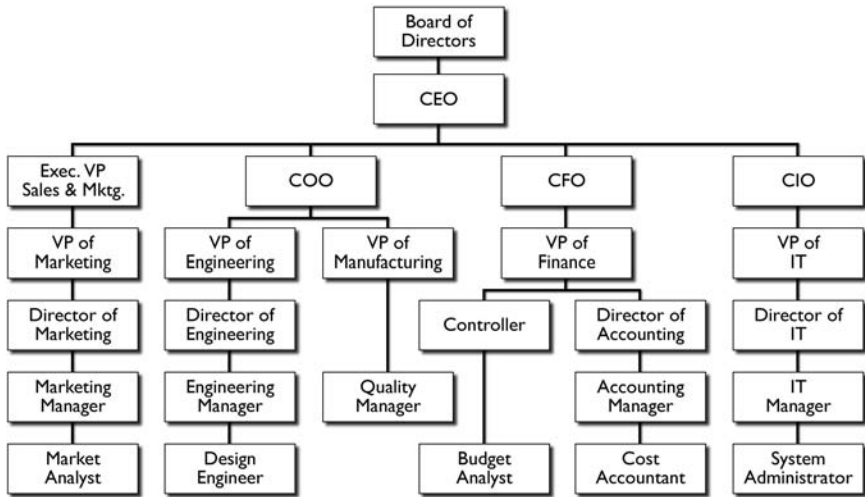 Board of
Directors
CEO
Exec. VP
Sales & Mktg.
COO
CFO
CIO
VP of
Marketing
VP of
Engineering
VP of
Manufacturing
VP of
Finance
VP of
IT
Director of
Marketing
Director of
Engineering
Controller
Director of
Accounting
Director of
IT
Marketing
Manager
Engineering
Manager
Quality
Manager
Accounting
Manager
IT
Manager
Market
Analyst
Design
Engineer
Budget
Analyst
Cost
Accountant
System
Administrator